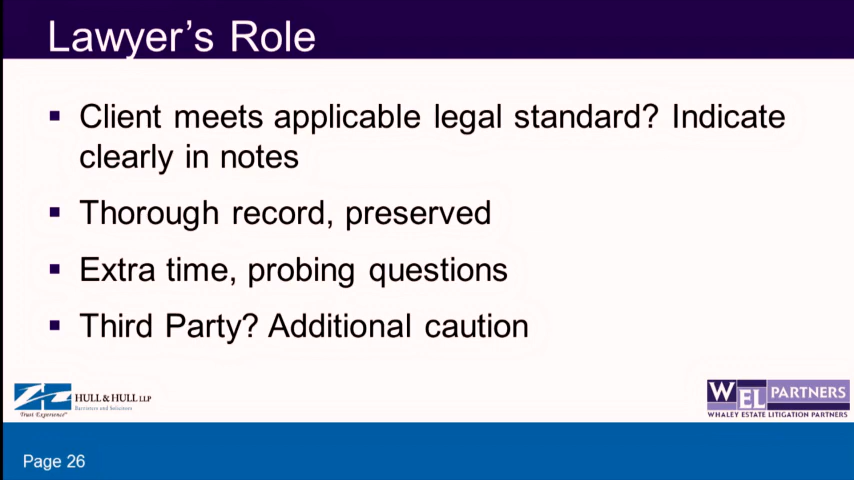 Lawyer's Role
▪ Client meets applicable legal standard? Indicate
clearly in notes
▪ Thorough record, preserved
▪ Extra time, probing questions
▪ Third Party? Additional caution
HULL & HULL LLP
Barristers and Solicitors
Trust Experience
WEL PARTNERS
WHALEY ESTATE LITIGATION PARTNERS
Page 26